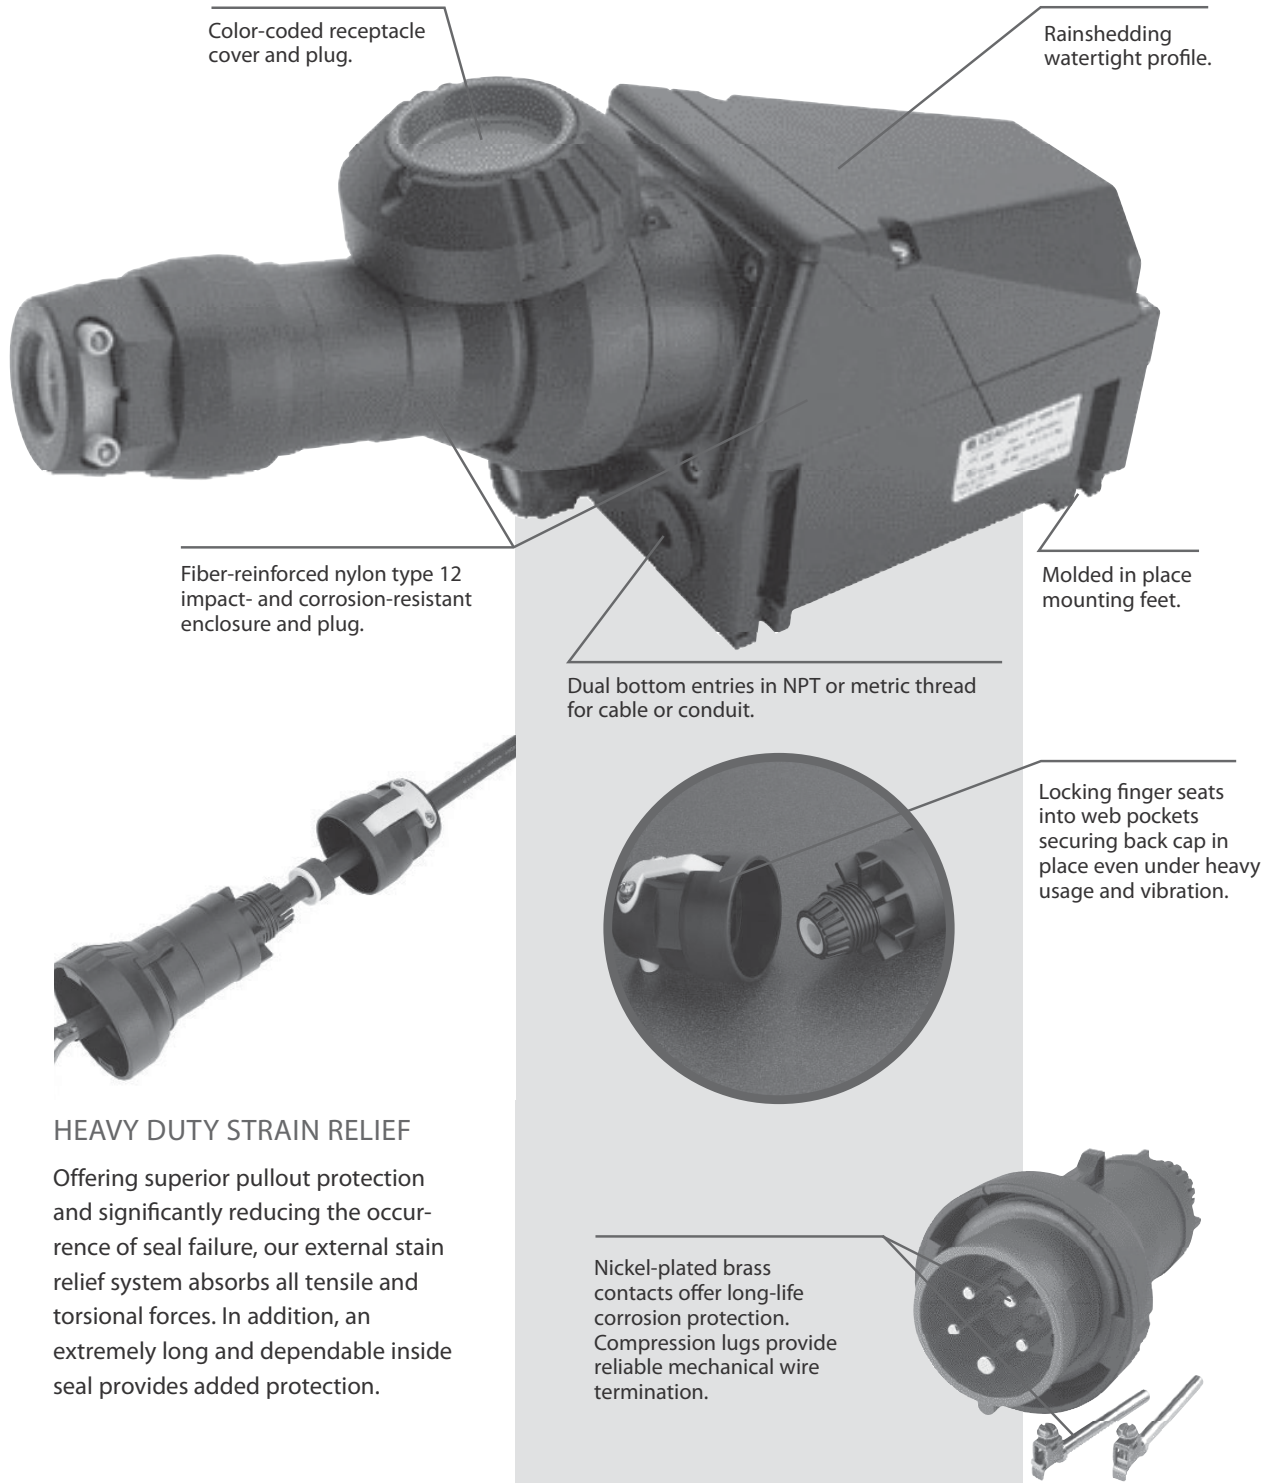 Color-coded receptacle
cover and plug.
Rainshedding
watertight profile.
Fiber-reinforced nylon type 12
impact- and corrosion-resistant
enclosure and plug.
Molded in place
mounting feet.
Dual bottom entries in NPT or metric thread
for cable or conduit.
Locking finger seats
into web pockets
securing back cap in
place even under heavy
usage and vibration.
HEAVY DUTY STRAIN RELIEF
Offering superior pullout protection
and significantly reducing the occur-
rence of seal failure, our external stain
relief system absorbs all tensile and
torsional forces. In addition, an
extremely long and dependable inside
seal provides added protection.
Nickel-plated brass
contacts offer long-life
corrosion protection.
Compression lugs provide
reliable mechanical wire
termination.